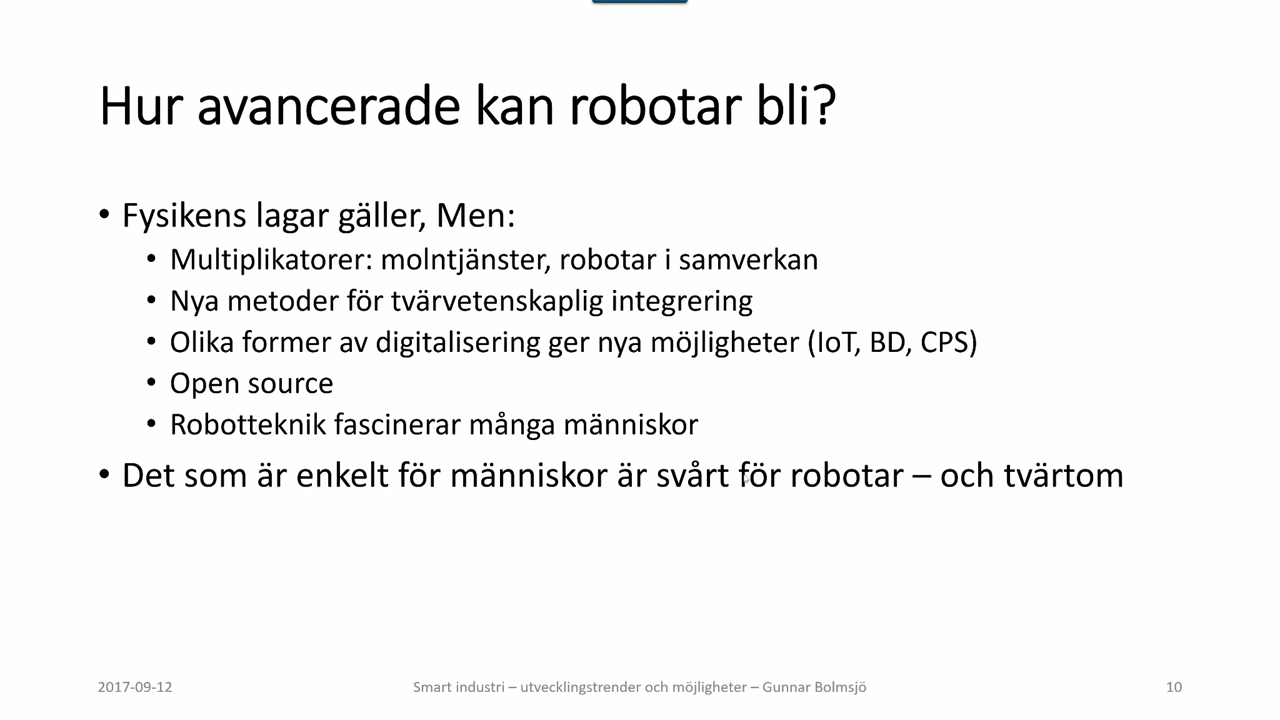 Hur avancerade kan robotar bli?
• Fysikens lagar gäller, Men:
• Multiplikatorer: molntjänster, robotar i samverkan
• Nya metoder för tvärvetenskaplig integrering
• Olika former av digitalisering ger nya möjligheter (IoT, BD, CPS)
• Open source
• Robotteknik fascinerar många människor
• Det som är enkelt för människor är svårt för robotar – och tvärtom
2017-09-12
Smart industri – utvecklingstrender och möjligheter – Gunnar Bolmsjö
10